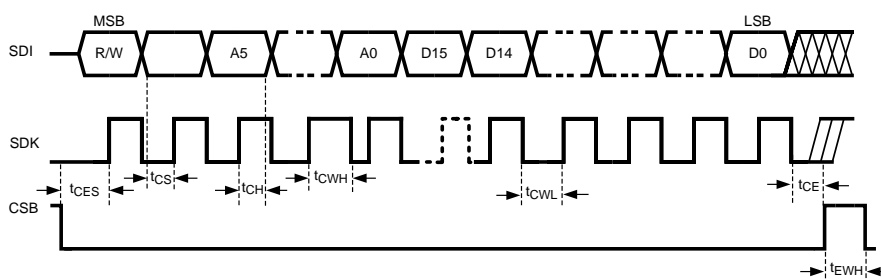 MSB LSB
SDI R/W A5 A0 D15 D14 D0
SDK
tCES tCS tCH tCWH tCWL tCE
CSB
tEWH